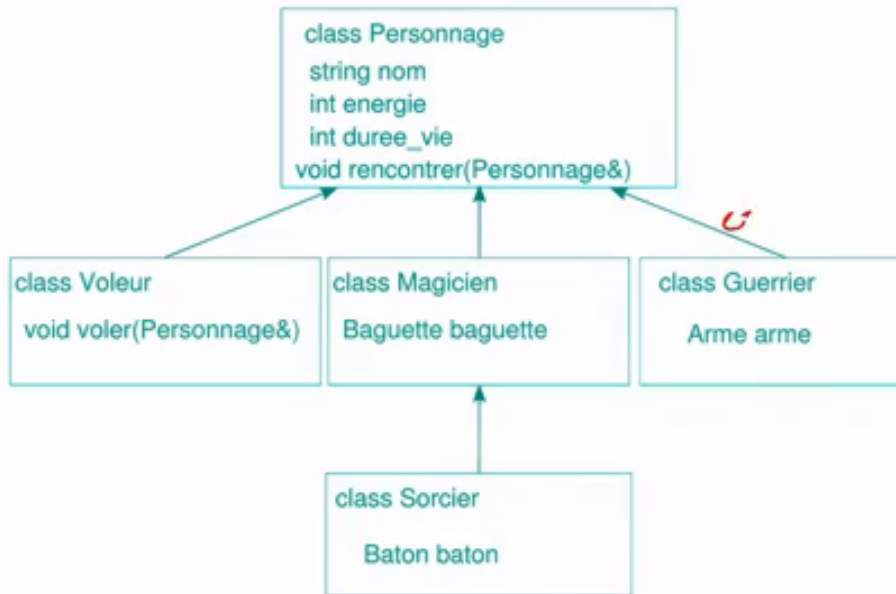 class Personnage
string nom
int energie
int duree_vie
void rencontrer(Personnage&)
class Voleur
void voler(Personnage&)
class Magicien
Baguette baguette
class Guerrier
Arme arme
class Sorcier
Baton baton